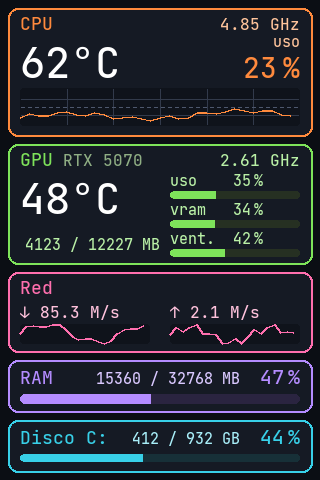 CPU 4.85 GHz
uso
62°C 23%
GPU RTX 5070 2.61 GHz
uso 35%
48°C vram 34%
4123 / 12227 MB vent. 42%
Red
↓ 85.3 M/s ↑ 2.1 M/s
RAM 15360 / 32768 MB 47%
Disco C: 412 / 932 GB 44%